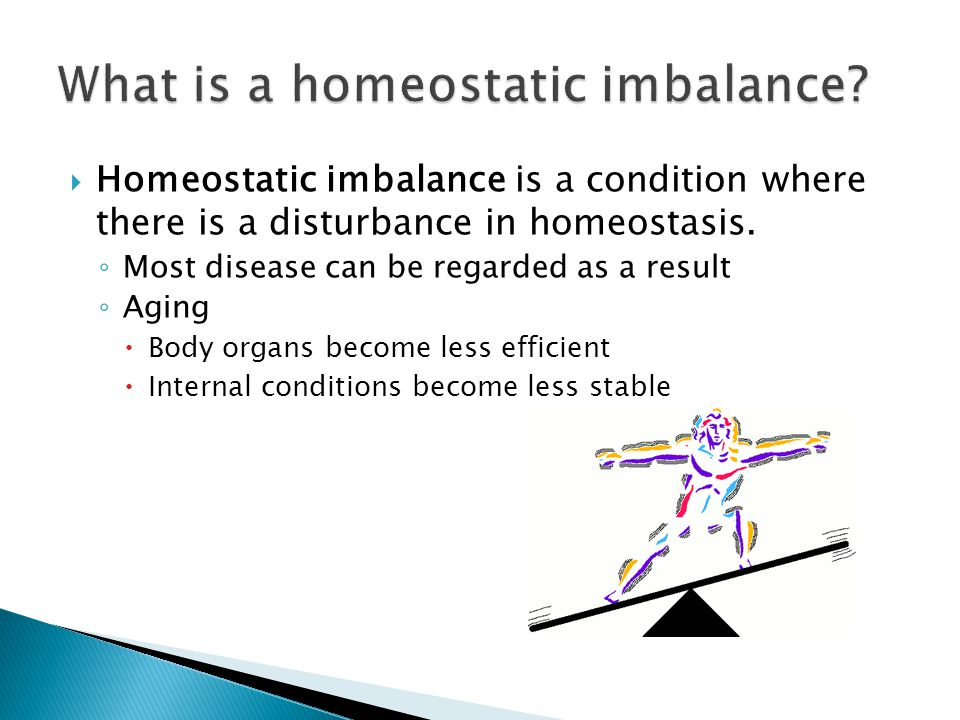 What is a homeostatic imbalance?
Homeostatic imbalance is a condition where
there is a disturbance in homeostasis.
Most disease can be regarded as a result
Aging
Body organs become less efficient
Internal conditions become less stable